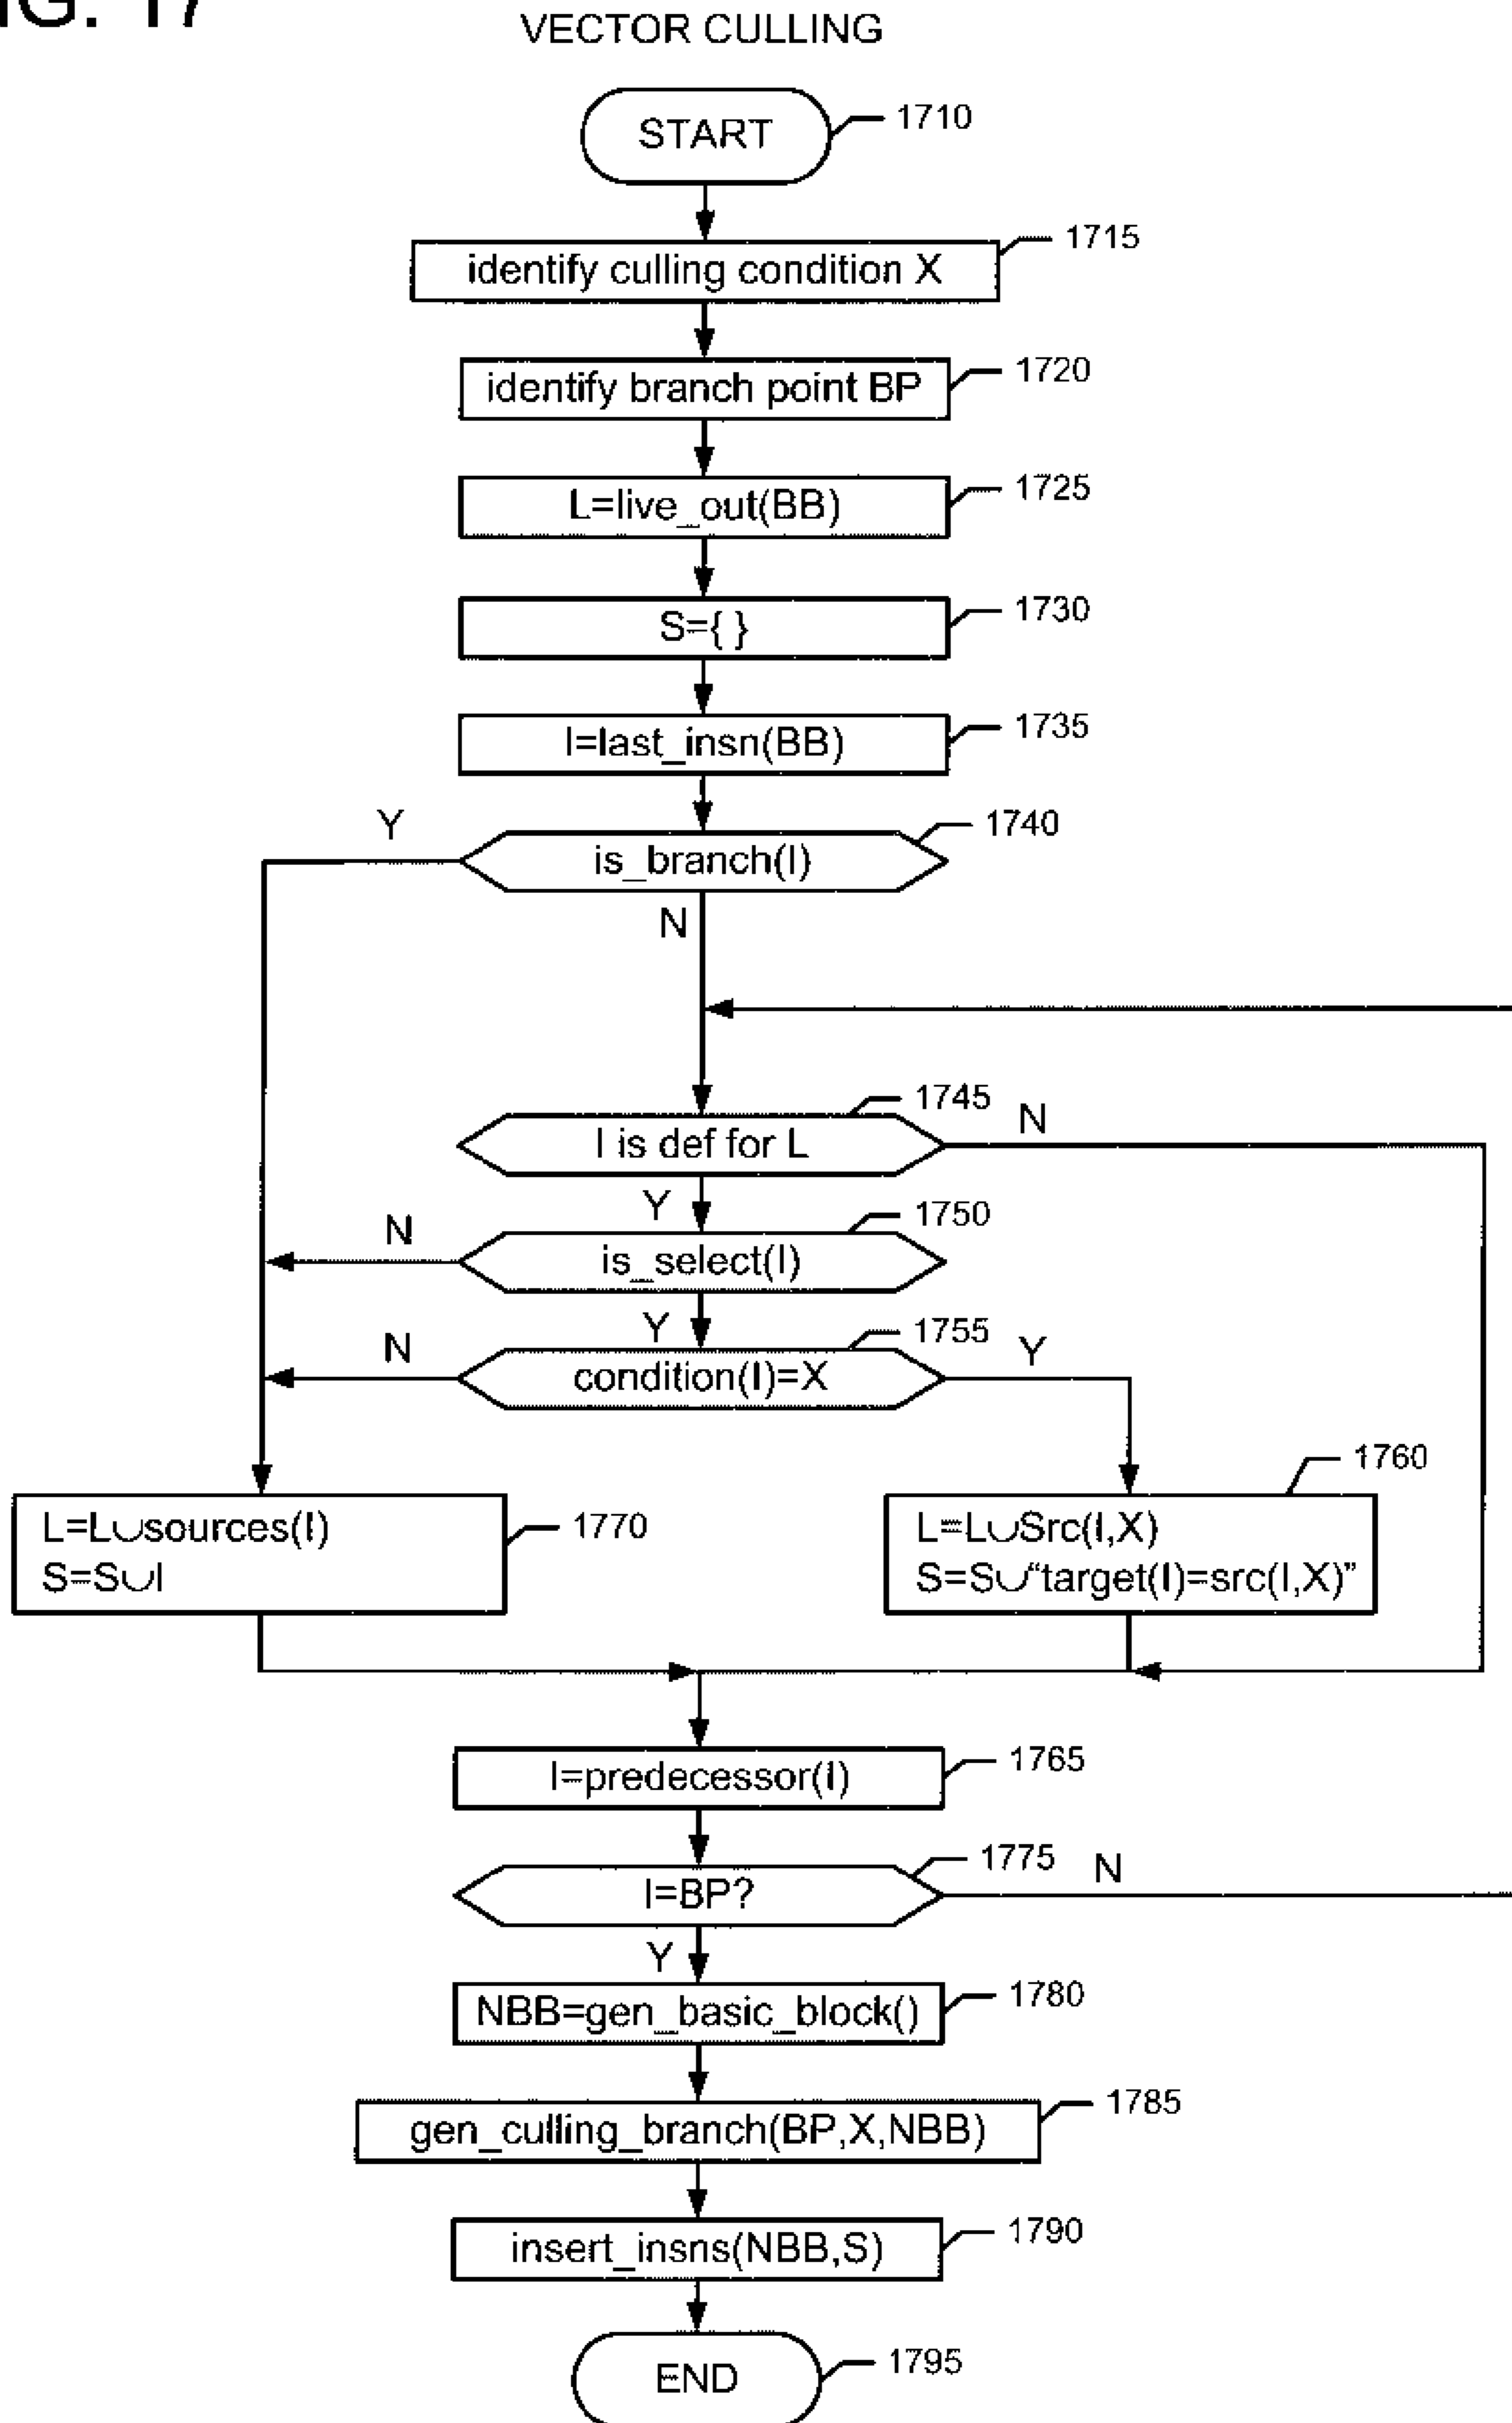 IG. 17
VECTOR CULLING
START
1710
identify culling condition X
1715
identify branch point BP
1720
L=live_out(BB)
1725
S={ }
1730
I=last_insn(BB)
1735
Y
is_branch(I)
1740
N
I is def for L
1745
N
Y
N
is_select(I)
1750
Y
N
condition(I)=X
1755
Y
L=L∪sources(I)
S=S∪I
1770
L=L∪Src(I,X)
S=S∪“target(I)=src(I,X)”
1760
I=predecessor(I)
1765
I=BP?
1775
N
Y
NBB=gen_basic_block()
1780
gen_culling_branch(BP,X,NBB)
1785
insert_insns(NBB,S)
1790
END
1795